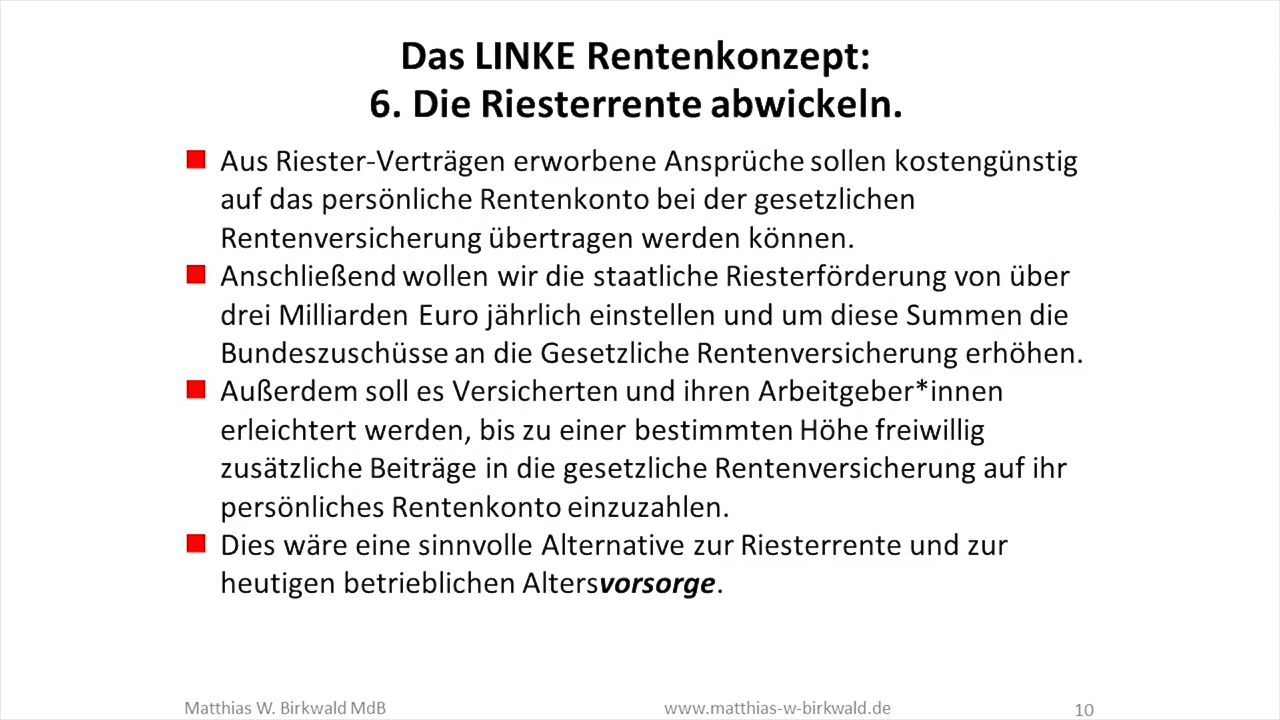 Das LINKE Rentenkonzept:
6. Die Riesterrente abwickeln.
Aus Riester-Verträgen erworbene Ansprüche sollen kostengünstig
auf das persönliche Rentenkonto bei der gesetzlichen
Rentenversicherung übertragen werden können.
Anschließend wollen wir die staatliche Riesterförderung von über
drei Milliarden Euro jährlich einstellen und um diese Summen die
Bundeszuschüsse an die Gesetzliche Rentenversicherung erhöhen.
Außerdem soll es Versicherten und ihren Arbeitgeber*innen
erleichtert werden, bis zu einer bestimmten Höhe freiwillig
zusätzliche Beiträge in die gesetzliche Rentenversicherung auf ihr
persönliches Rentenkonto einzuzahlen.
Dies wäre eine sinnvolle Alternative zur Riesterrente und zur
heutigen betrieblichen Altersvorsorge.
Matthias W. Birkwald MdB www.matthias-w-birkwald.de 10